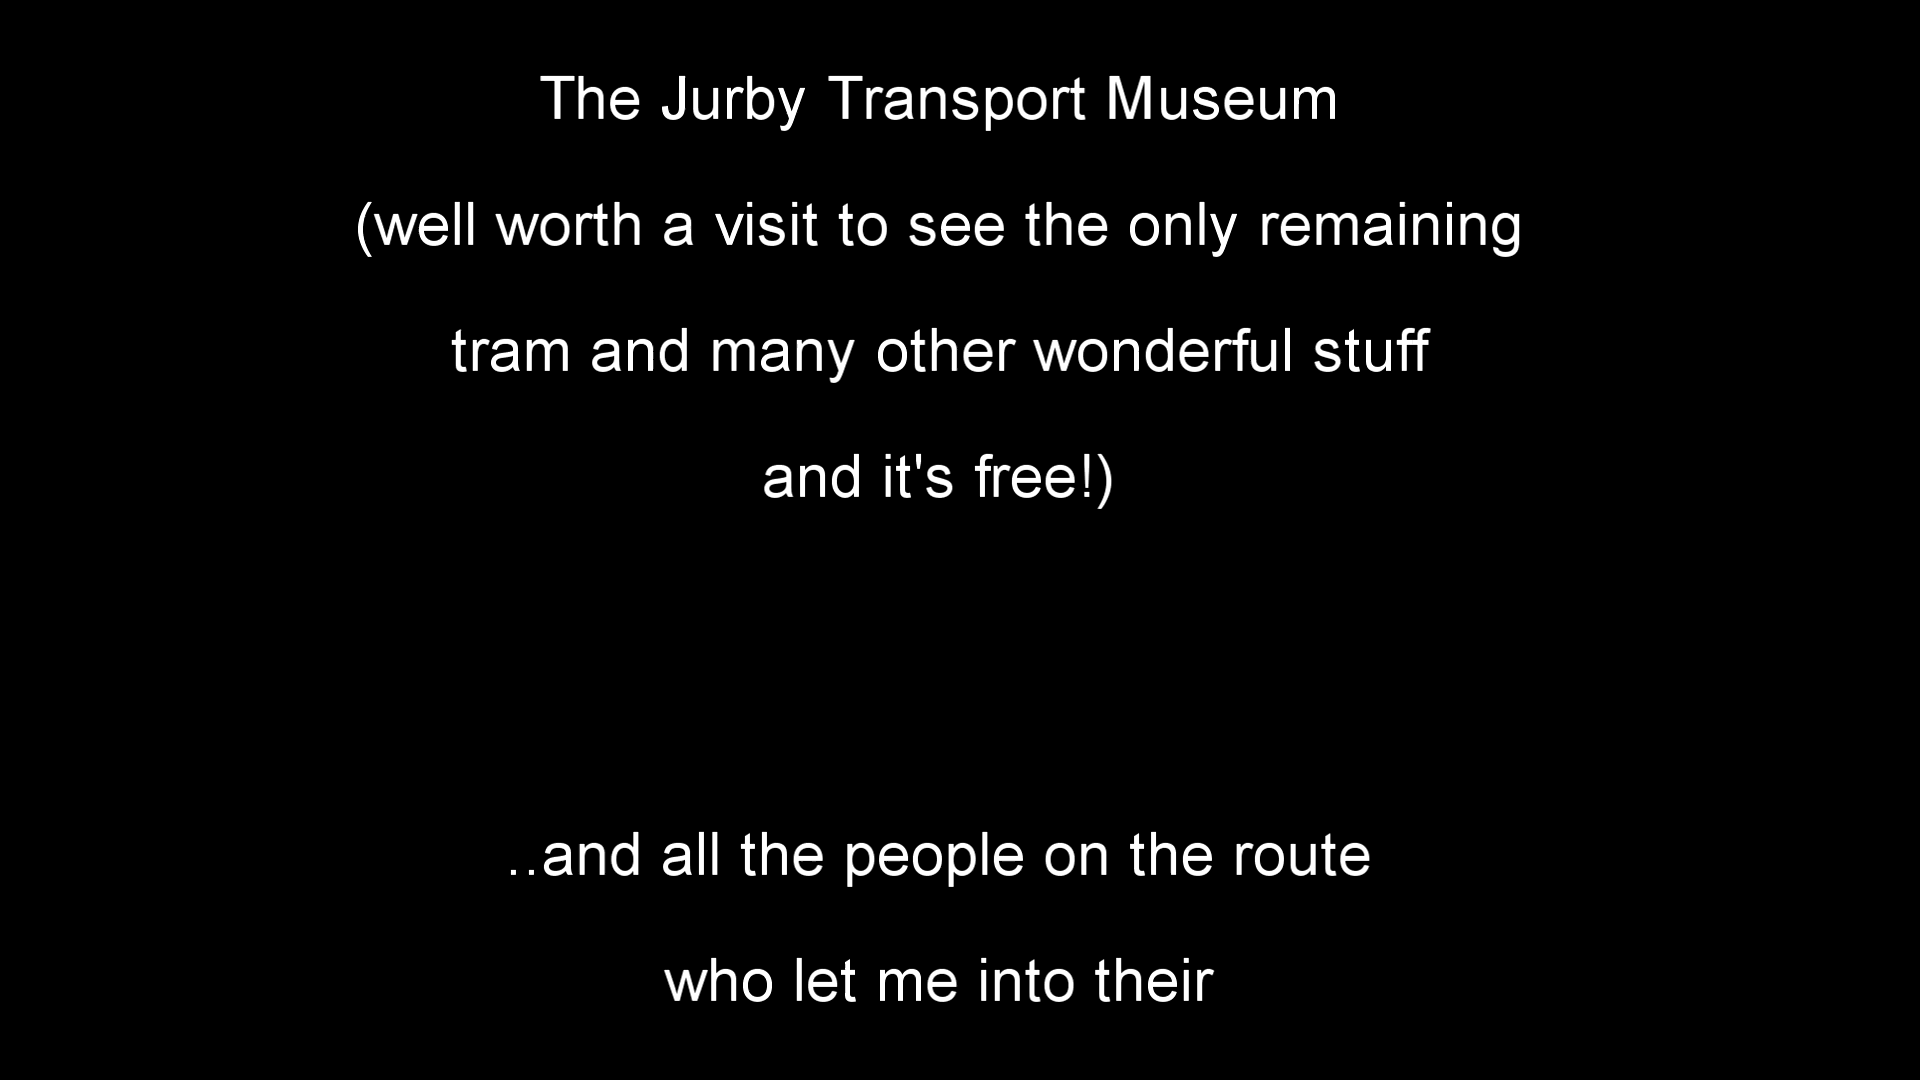 The Jurby Transport Museum
(well worth a visit to see the only remaining
tram and many other wonderful stuff
and it's free!)
..and all the people on the route
who let me into their